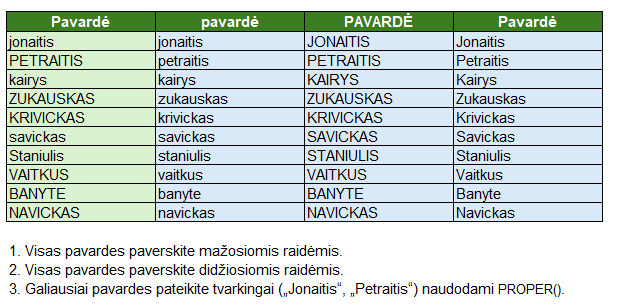 Pavardė pavardė PAVARDĖ Pavardė
jonaitis jonaitis JONAITIS Jonaitis
PETRAITIS petraitis PETRAITIS Petraitis
kairys kairys KAIRYS Kairys
ZUKAUSKAS zukauskas ZUKAUSKAS Zukauskas
KRIVICKAS krivickas KRIVICKAS Krivickas
savickas savickas SAVICKAS Savickas
Staniulis staniulis STANIULIS Staniulis
VAITKUS vaitkus VAITKUS Vaitkus
BANYTE banyte BANYTE Banyte
NAVICKAS navickas NAVICKAS Navickas
1. Visas pavardes paverskite mažosiomis raidėmis.
2. Visas pavardes paverskite didžiosiomis raidėmis.
3. Galiausiai pavardes pateikite tvarkingai („Jonaitis“, „Petraitis“) naudodami PROPER().